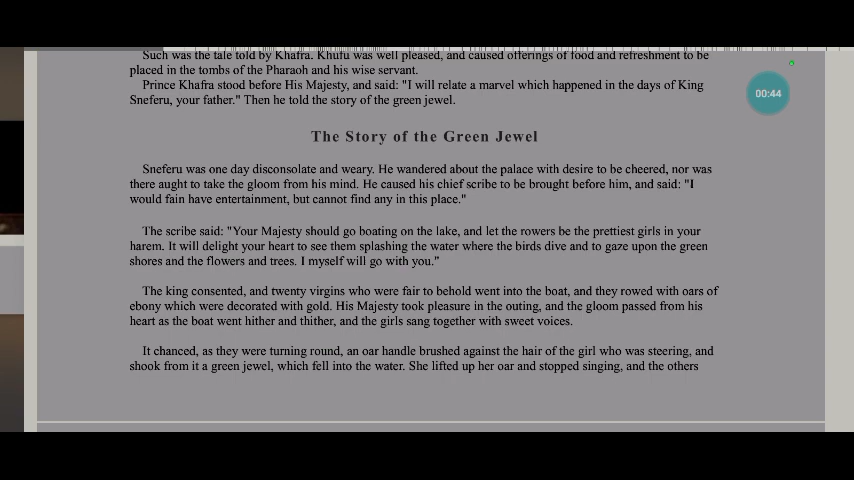 Such was the tale told by Khafra. Khufu was well pleased, and caused offerings of food and refreshment to be
placed in the tombs of the Pharaoh and his wise servant.
Prince Khafra stood before His Majesty, and said: "I will relate a marvel which happened in the days of King
Sneferu, your father." Then he told the story of the green jewel.
00:44
The Story of the Green Jewel
Sneferu was one day disconsolate and weary. He wandered about the palace with desire to be cheered, nor was
there aught to take the gloom from his mind. He caused his chief scribe to be brought before him, and said: "I
would fain have entertainment, but cannot find any in this place."
The scribe said: "Your Majesty should go boating on the lake, and let the rowers be the prettiest girls in your
harem. It will delight your heart to see them splashing the water where the birds dive and to gaze upon the green
shores and the flowers and trees. I myself will go with you."
The king consented, and twenty virgins who were fair to behold went into the boat, and they rowed with oars of
ebony which were decorated with gold. His Majesty took pleasure in the outing, and the gloom passed from his
heart as the boat went hither and thither, and the girls sang together with sweet voices.
It chanced, as they were turning round, an oar handle brushed against the hair of the girl who was steering, and
shook from it a green jewel, which fell into the water. She lifted up her oar and stopped singing, and the others